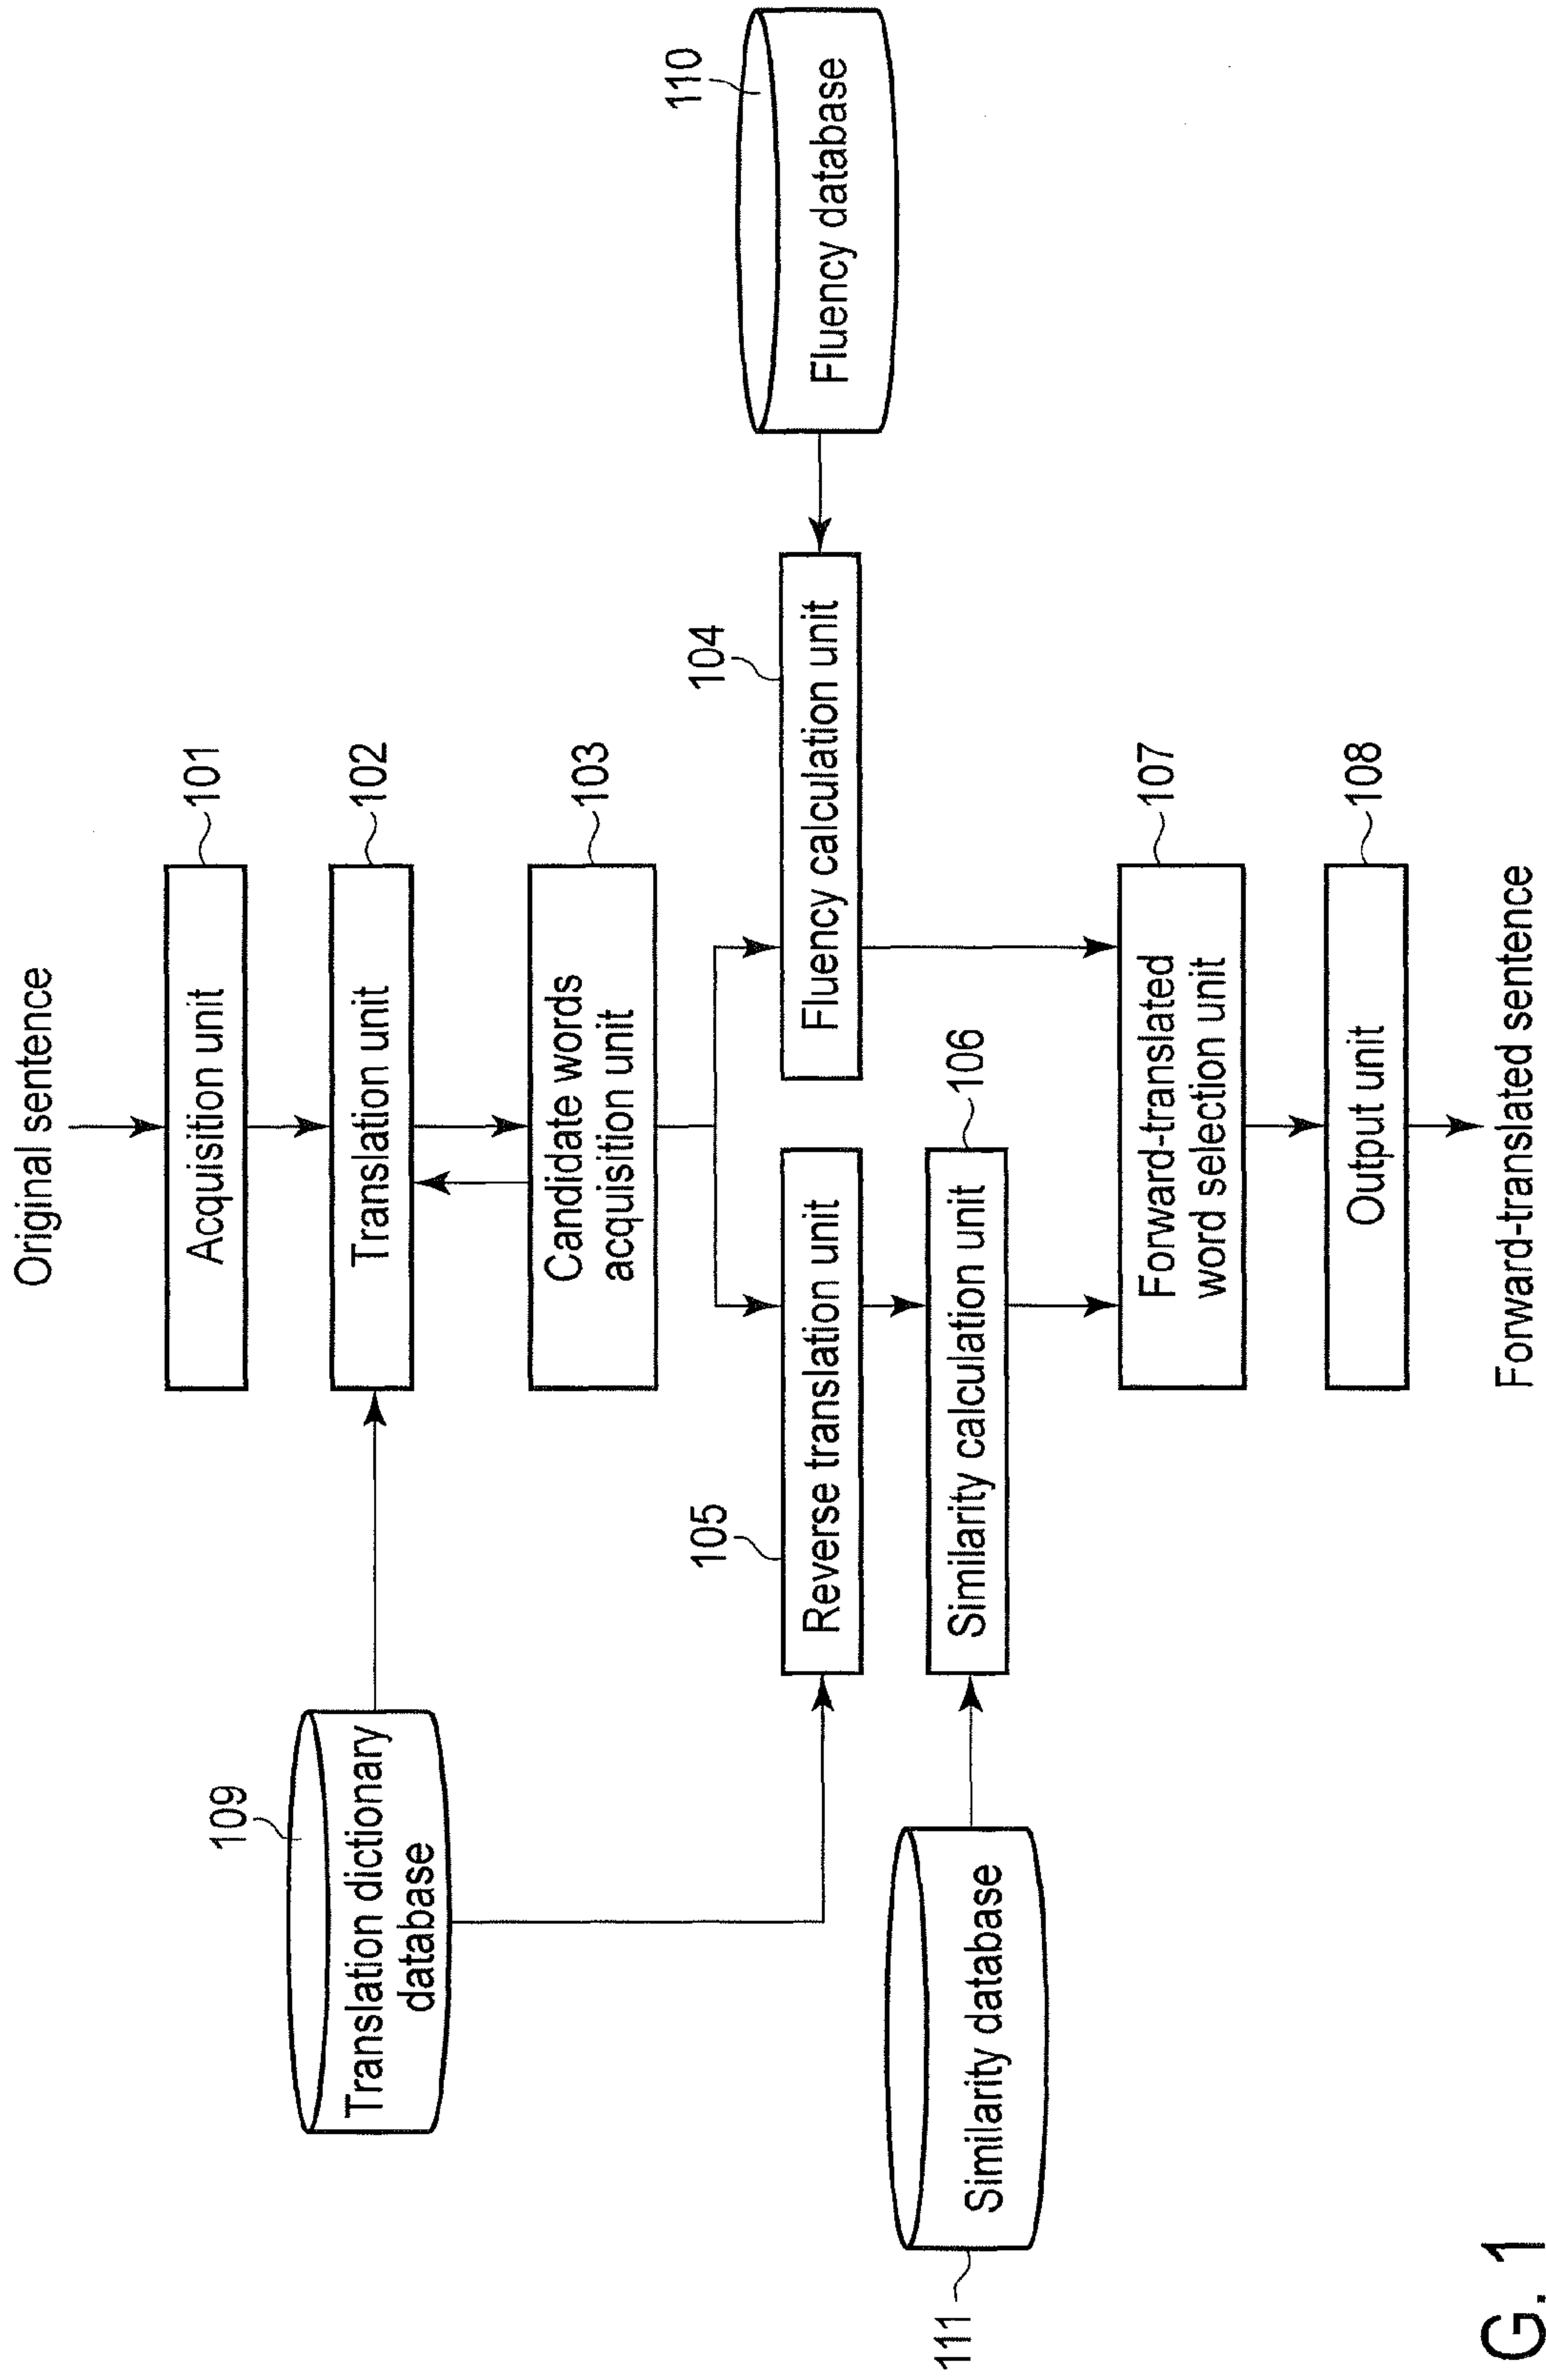 Original sentence
Acquisition unit
101
Translation unit
102
Candidate words
acquisition unit
103
Translation dictionary
database
109
Fluency calculation unit
104
Fluency database
110
Reverse translation unit
105
Similarity calculation unit
106
Similarity database
111
Forward-translated
word selection unit
107
Output unit
108
Forward-translated sentence
G. 1